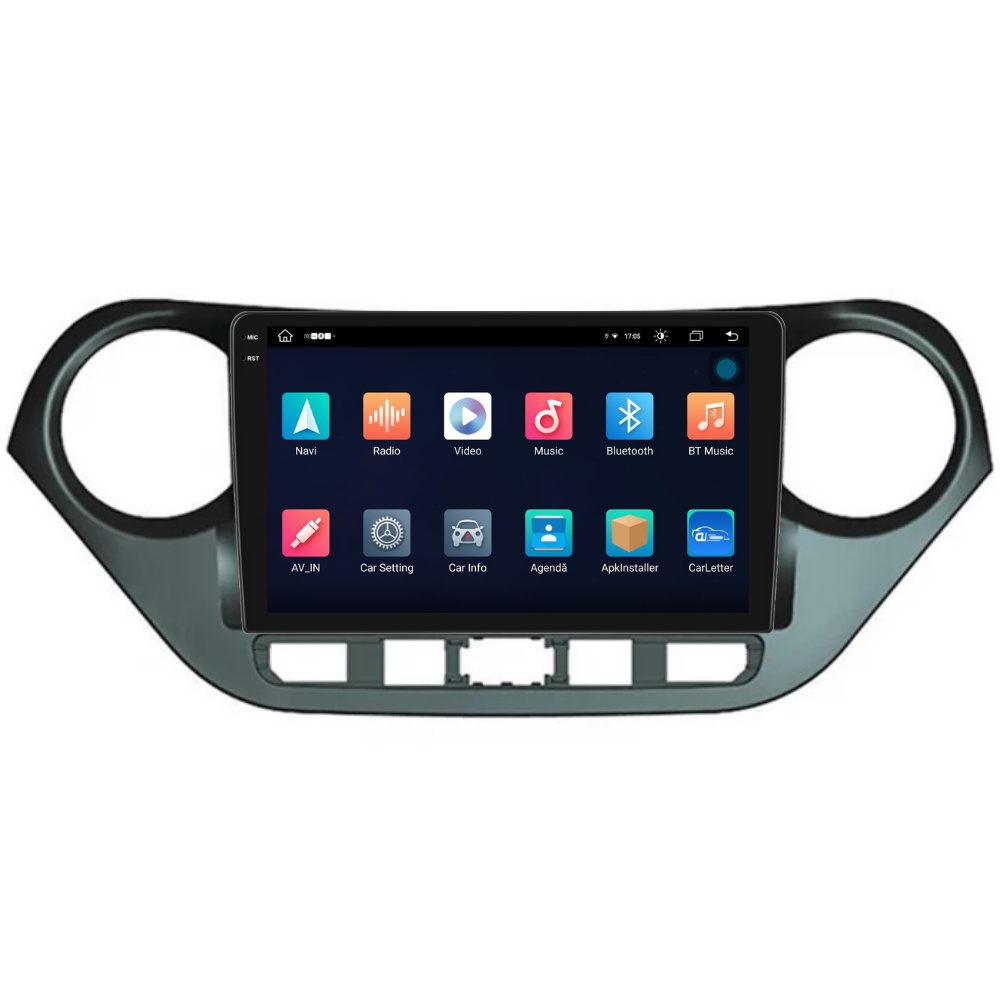 MIC
17:05
RST
Navi
Radio
Video
Music
Bluetooth
BT Music
AV_IN
Car Setting
Car Info
Agendă
ApkInstaller
CarLetter